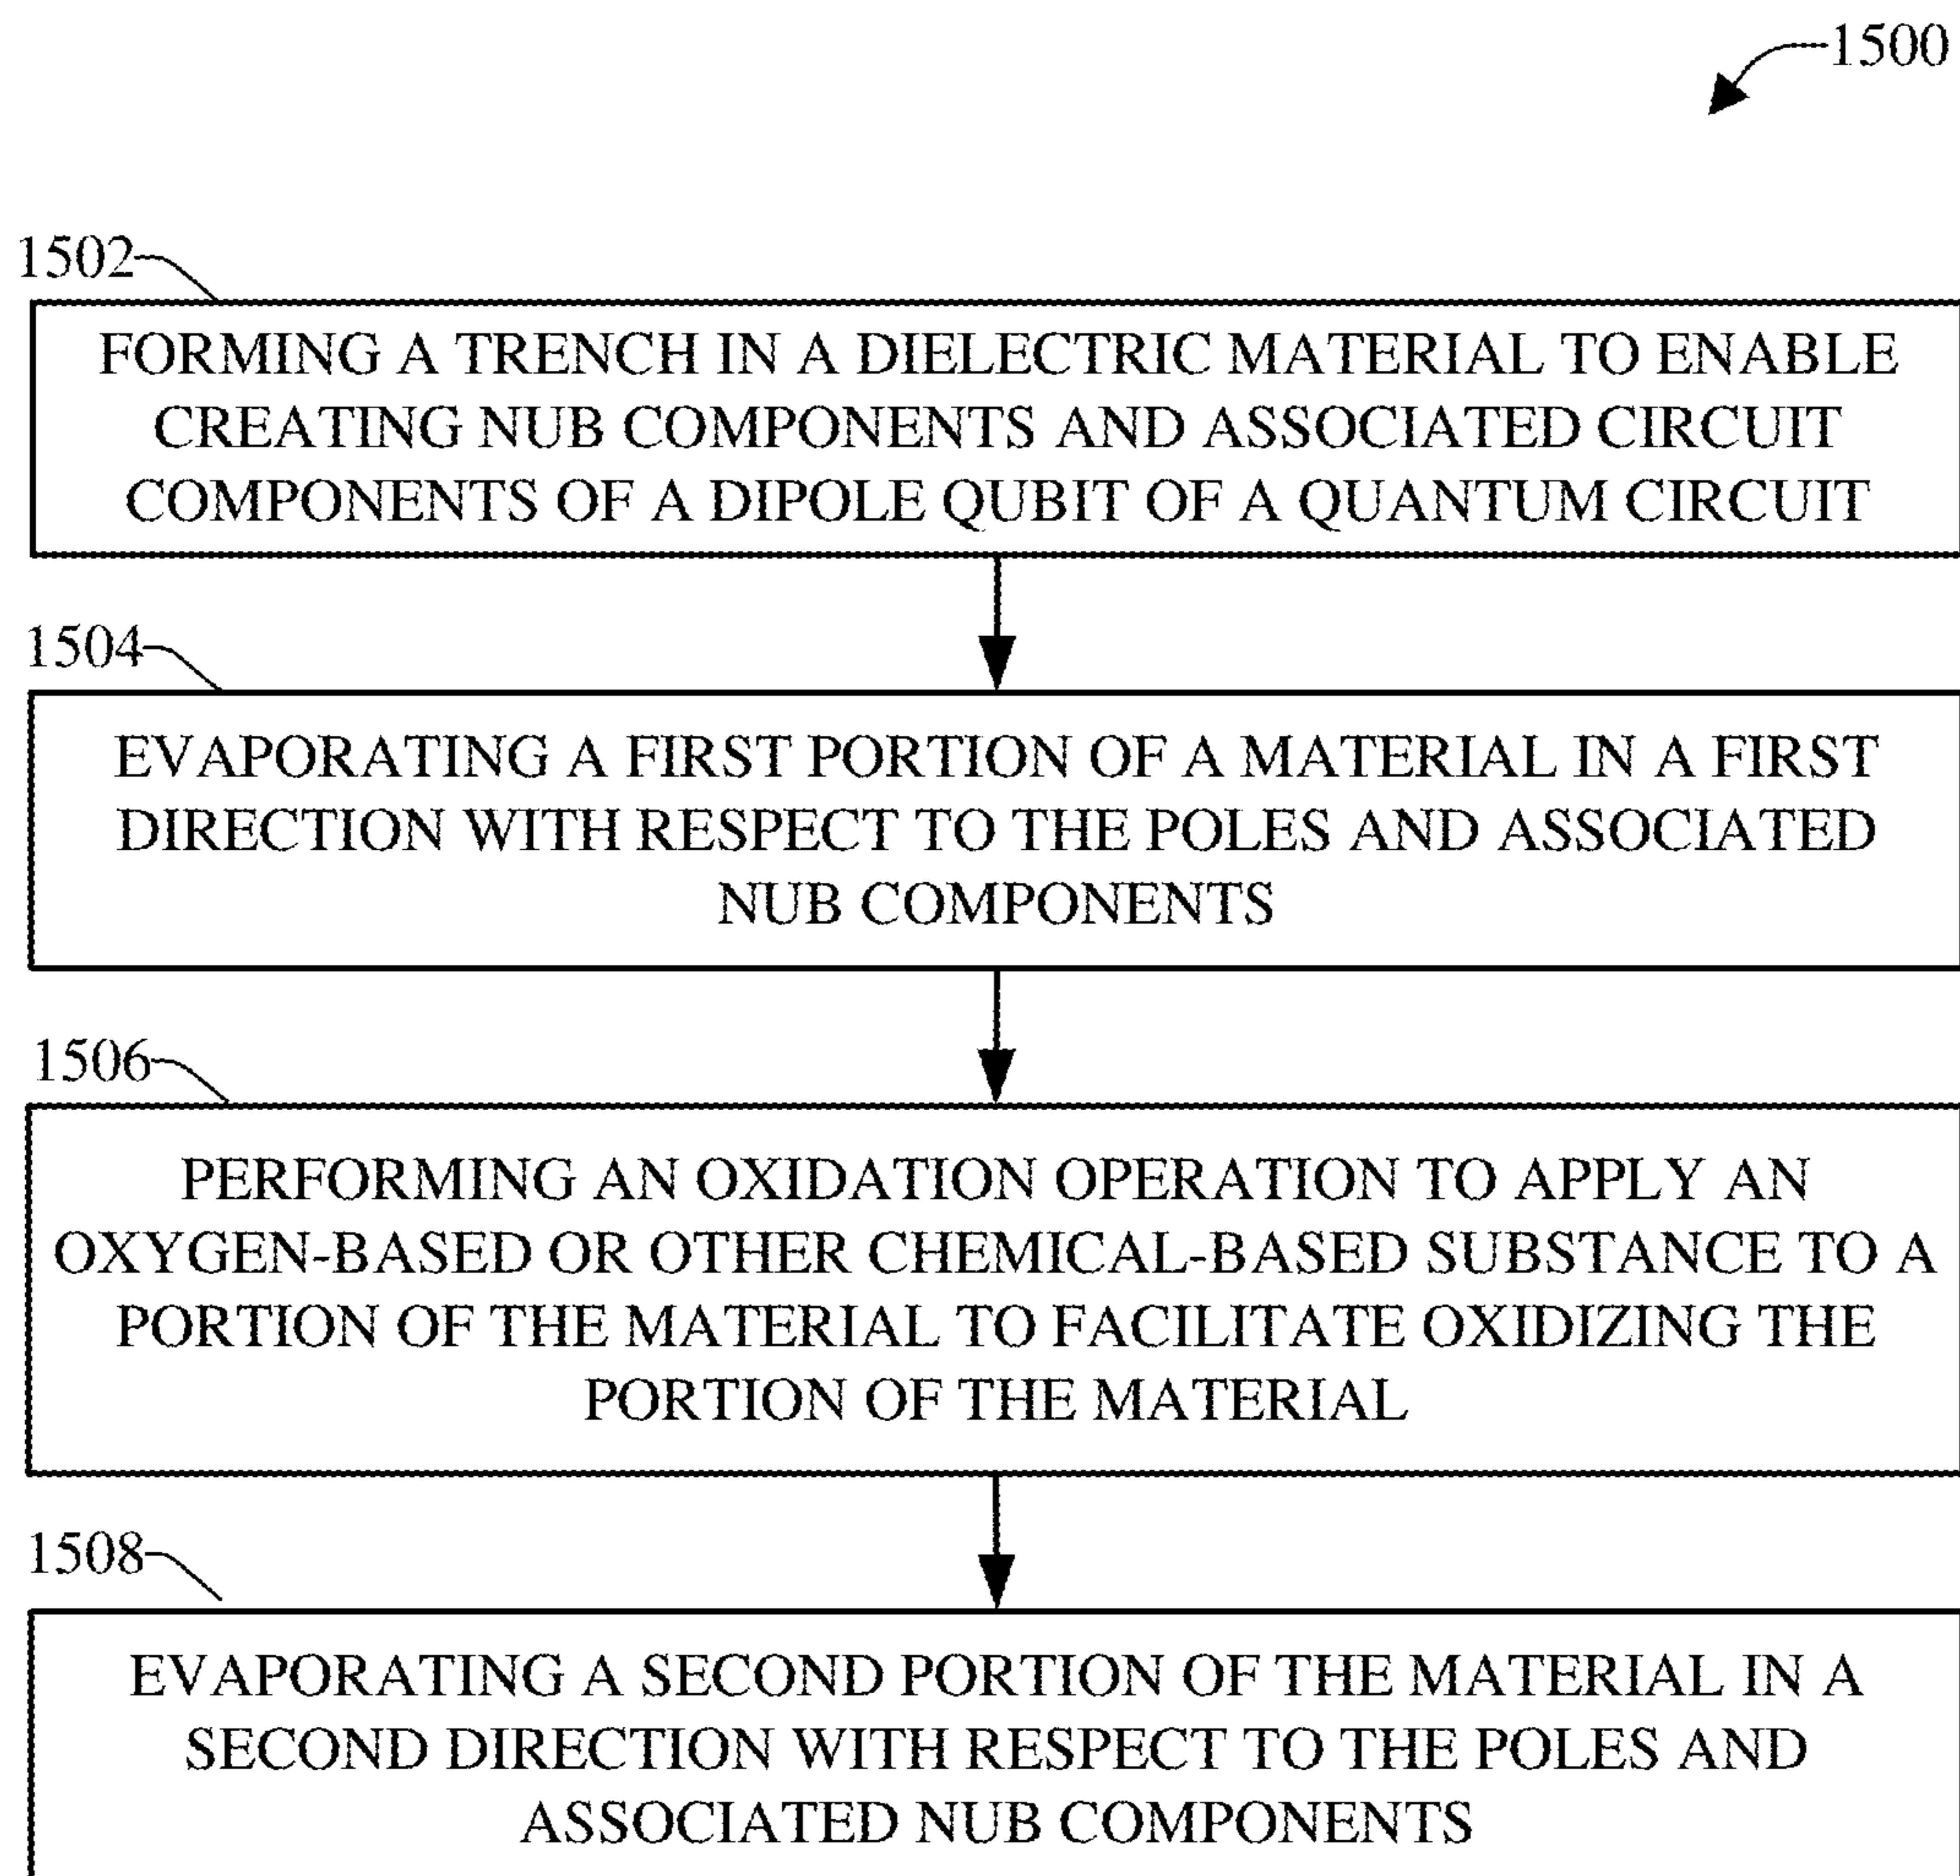 1500
1502
FORMING A TRENCH IN A DIELECTRIC MATERIAL TO ENABLE
CREATING NUB COMPONENTS AND ASSOCIATED CIRCUIT
COMPONENTS OF A DIPOLE QUBIT OF A QUANTUM CIRCUIT
1504
EVAPORATING A FIRST PORTION OF A MATERIAL IN A FIRST
DIRECTION WITH RESPECT TO THE POLES AND ASSOCIATED
NUB COMPONENTS
1506
PERFORMING AN OXIDATION OPERATION TO APPLY AN
OXYGEN-BASED OR OTHER CHEMICAL-BASED SUBSTANCE TO A
PORTION OF THE MATERIAL TO FACILITATE OXIDIZING THE
PORTION OF THE MATERIAL
1508
EVAPORATING A SECOND PORTION OF THE MATERIAL IN A
SECOND DIRECTION WITH RESPECT TO THE POLES AND
ASSOCIATED NUB COMPONENTS